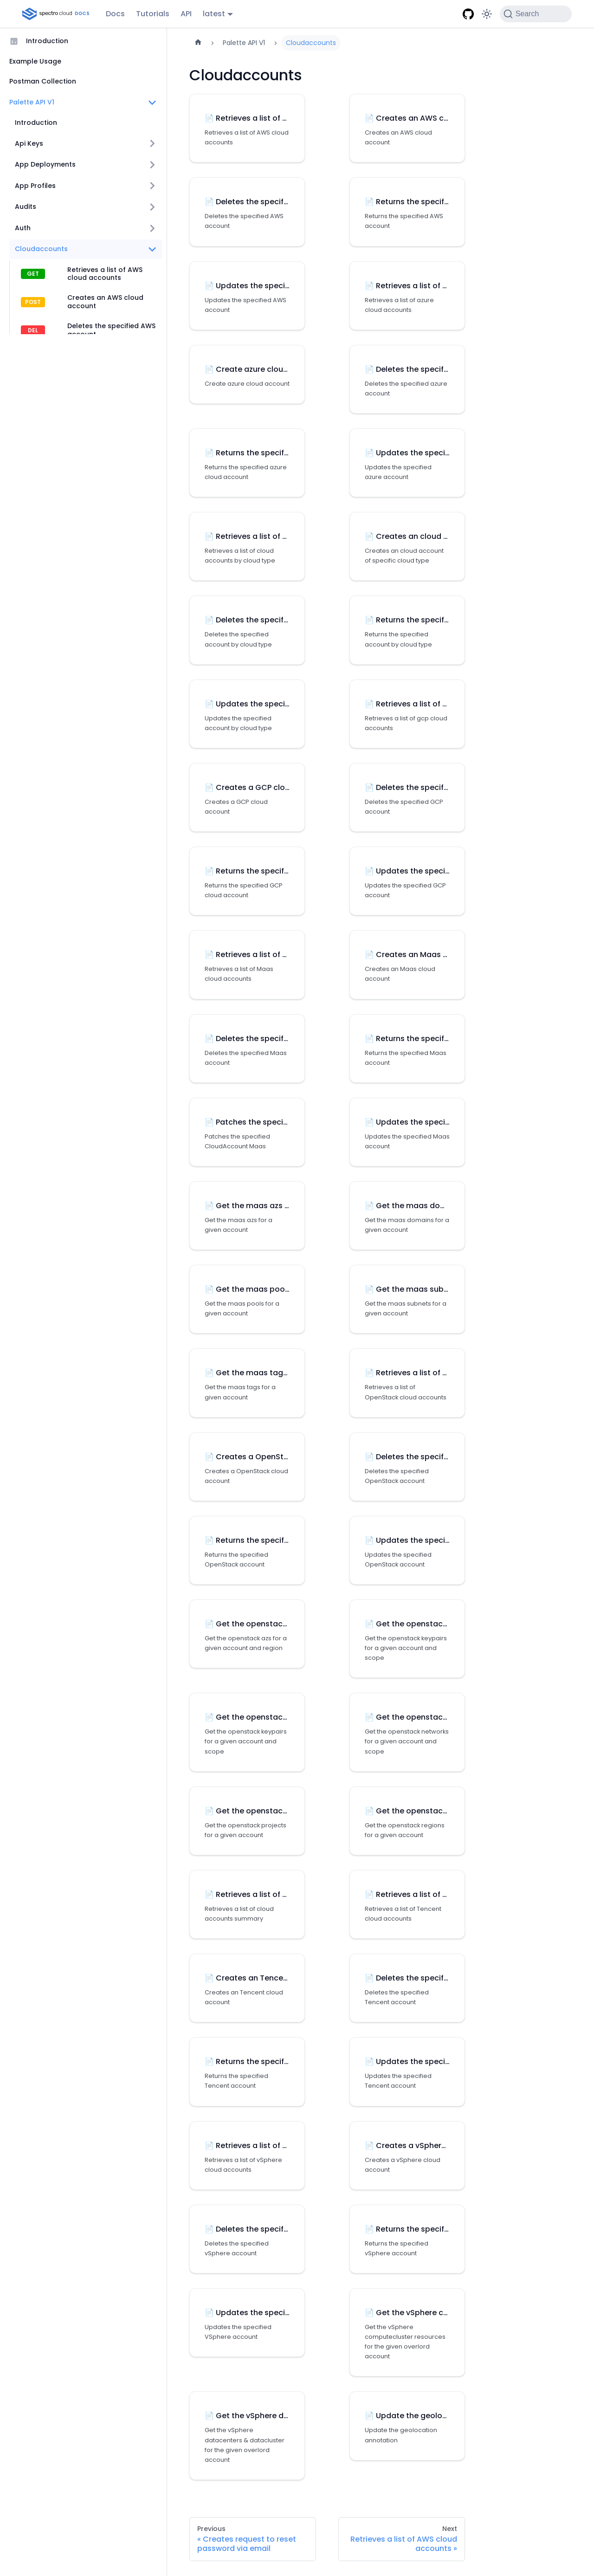 spectro cloud DOCS Docs Tutorials API latest Search
Introduction
Example Usage
Postman Collection
Palette API V1
Introduction
Api Keys
App Deployments
App Profiles
Audits
Auth
Cloudaccounts
GET Retrieves a list of AWS
cloud accounts
POST Creates an AWS cloud
account
DEL Deletes the specified AWS
account
Palette API V1 Cloudaccounts
Cloudaccounts
Retrieves a list of ...
Retrieves a list of AWS cloud
accounts
Creates an AWS c...
Creates an AWS cloud
account
Deletes the specif...
Deletes the specified AWS
account
Returns the specif...
Returns the specified AWS
account
Updates the speci...
Updates the specified AWS
account
Retrieves a list of ...
Retrieves a list of azure
cloud accounts
Create azure clou...
Create azure cloud account
Deletes the specif...
Deletes the specified azure
account
Returns the specif...
Returns the specified azure
cloud account
Updates the speci...
Updates the specified
azure account
Retrieves a list of ...
Retrieves a list of cloud
accounts by cloud type
Creates an cloud ...
Creates an cloud account
of specific cloud type
Deletes the specif...
Deletes the specified
account by cloud type
Returns the specif...
Returns the specified
account by cloud type
Updates the speci...
Updates the specified
account by cloud type
Retrieves a list of ...
Retrieves a list of gcp cloud
accounts
Creates a GCP clo...
Creates a GCP cloud
account
Deletes the specif...
Deletes the specified GCP
account
Returns the specif...
Returns the specified GCP
cloud account
Updates the speci...
Updates the specified GCP
account
Retrieves a list of ...
Retrieves a list of Maas
cloud accounts
Creates an Maas ...
Creates an Maas cloud
account
Deletes the specif...
Deletes the specified Maas
account
Returns the specif...
Returns the specified Maas
account
Patches the speci...
Patches the specified
CloudAccount Maas
Updates the speci...
Updates the specified Maas
account
Get the maas azs ...
Get the maas azs for a
given account
Get the maas do...
Get the maas domains for a
given account
Get the maas poo...
Get the maas pools for a
given account
Get the maas sub...
Get the maas subnets for a
given account
Get the maas tag...
Get the maas tags for a
given account
Retrieves a list of ...
Retrieves a list of
OpenStack cloud accounts
Creates a OpenSt...
Creates a OpenStack cloud
account
Deletes the specif...
Deletes the specified
OpenStack account
Returns the specif...
Returns the specified
OpenStack account
Updates the speci...
Updates the specified
OpenStack account
Get the openstac...
Get the openstack azs for a
given account and region
Get the openstac...
Get the openstack keypairs
for a given account and
scope
Get the openstac...
Get the openstack keypairs
for a given account and
scope
Get the openstac...
Get the openstack networks
for a given account and
scope
Get the openstac...
Get the openstack projects
for a given account
Get the openstac...
Get the openstack regions
for a given account
Retrieves a list of ...
Retrieves a list of cloud
accounts summary
Retrieves a list of ...
Retrieves a list of Tencent
cloud accounts
Creates an Tence...
Creates an Tencent cloud
account
Deletes the specif...
Deletes the specified
Tencent account
Returns the specif...
Returns the specified
Tencent account
Updates the speci...
Updates the specified
Tencent account
Retrieves a list of ...
Retrieves a list of vSphere
cloud accounts
Creates a vSpher...
Creates a vSphere cloud
account
Deletes the specif...
Deletes the specified
vSphere account
Returns the specif...
Returns the specified
vSphere account
Updates the speci...
Updates the specified
VSphere account
Get the vSphere c...
Get the vSphere
computecluster resources
for the given overlord
account
Get the vSphere d...
Get the vSphere
datacenters & datacluster
for the given overlord
account
Update the geolo...
Update the geolocation
annotation
Previous
« Creates request to reset
password via email
Next
Retrieves a list of AWS cloud
accounts »